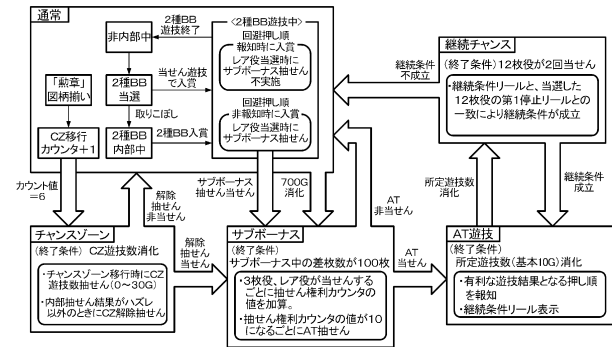 通常
2種BB
遊技終了
非内部中
「勲章」
図柄揃い
2種BB
当選
当せん遊技
で入賞
取りこぼし
CZ移行
カウンタ+1
2種BB
内部中
2種BB入賞
<2種BB遊技中>
回避押し順
報知時に入賞
レア役当選時に
サブボーナス抽せん
不実施
回避押し順
非報知時に入賞
レア役当選時に
サブボーナス抽せん
継続条件
不成立
継続チャンス
(終了条件)12枚役が2回当せん
・継続条件リールと、当選した
12枚役の第1停止リールとの
一致により継続条件が成立
カウント値
=6
解除
抽せん
非当せん
サブボーナス
抽せん当せん
700G
消化
AT
非当せん
所定遊技数
消化
継続条件
成立
チャンスゾーン
(終了条件) CZ遊技数消化
・チャンスゾーン移行時にCZ
遊技数抽せん(0~30G)
・内部抽せん結果がハズレ
以外のときにCZ解除抽せん
解除
抽せん
当せん
サブボーナス
(終了条件)
サブボーナス中の差枚数が100枚
・3枚役、レア役が当せんする
ごとに抽せん権利カウンタの
値を加算。
・抽せん権利カウンタの値が10
になるごとにAT抽せん
AT
当せん
AT遊技
(終了条件)
所定遊技数(基本10G)消化
・有利な遊技結果となる押し順
を報知
・継続条件リール表示